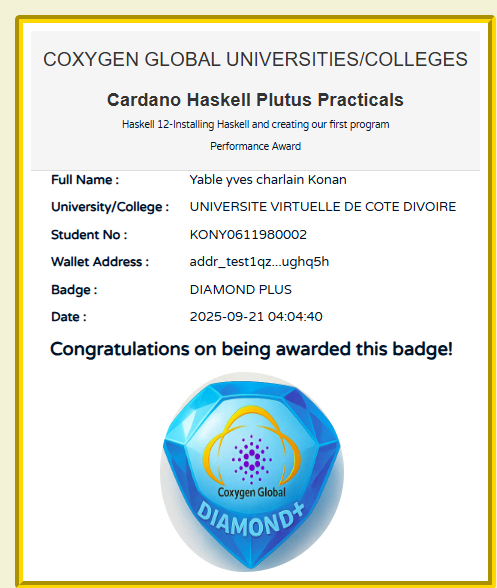 COXYGEN GLOBAL UNIVERSITIES/COLLEGES
Cardano Haskell Plutus Practicals
Haskell 12-Installing Haskell and creating our first program
Performance Award
Full Name : Yable yves charlain Konan
University/College : UNIVERSITE VIRTUELLE DE COTE DIVOIRE
Student No : KONY0611980002
Wallet Address : addr_test1qz...ughq5h
Badge : DIAMOND PLUS
Date : 2025-09-21 04:04:40
Congratulations on being awarded this badge!
Coxygen Global
DIAMOND+